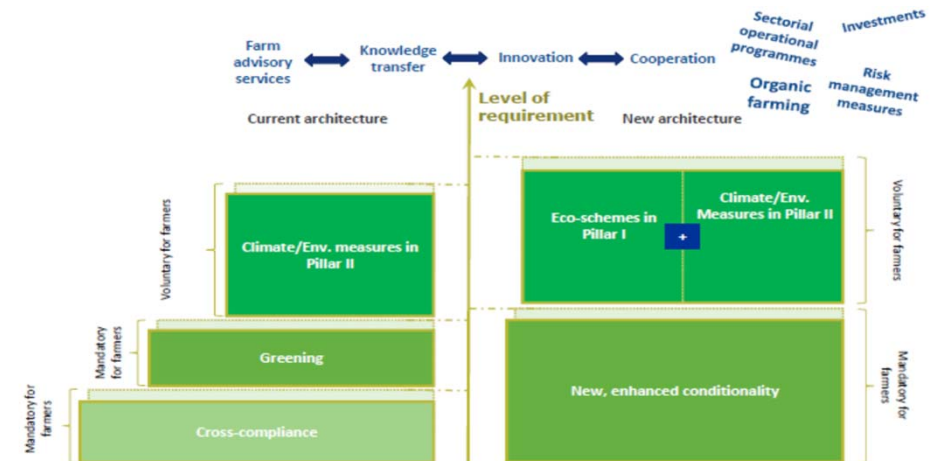 Sectorial
operational
programmes
Investments
Farm
advisory
services
Knowledge
transfer
Innovation
Cooperation
Organic
farming
Risk
management
measures
Current architecture
Level of
requirement
New architecture
Voluntary for farmers
Climate/Env. measures in
Pillar II
Eco-schemes in
Pillar I
+
Climate/Env.
Measures in Pillar II
Voluntary for farmers
Mandatory
for farmers
Greening
New, enhanced conditionality
Mandatory for
farmers
Mandatory for
farmers
Cross-compliance